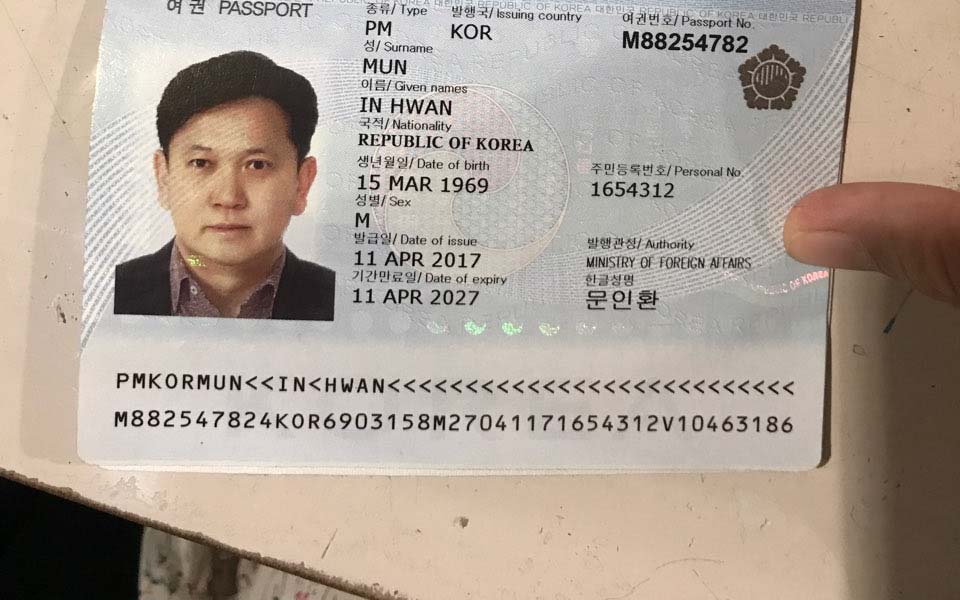 여권 PASSPORT
종류/ Type 발행국/ Issuing country 여권번호/ Passport No.
PM KOR M88254782
성/ Surname
MUN
이름/ Given names
IN HWAN
국적/ Nationality
REPUBLIC OF KOREA
생년월일/ Date of birth 주민등록번호/ Personal No.
15 MAR 1969 1654312
성별/ Sex
M
발급일/ Date of issue 발행관청/ Authority
11 APR 2017 MINISTRY OF FOREIGN AFFAIRS
기간만료일/ Date of expiry 한글성명
11 APR 2027 문인환
PMKORMUN<<IN<HWAN<<<<<<<<<<<<<<<<<<<<<<<<<<<
M882547824KOR6903158M27041171654312V10463186